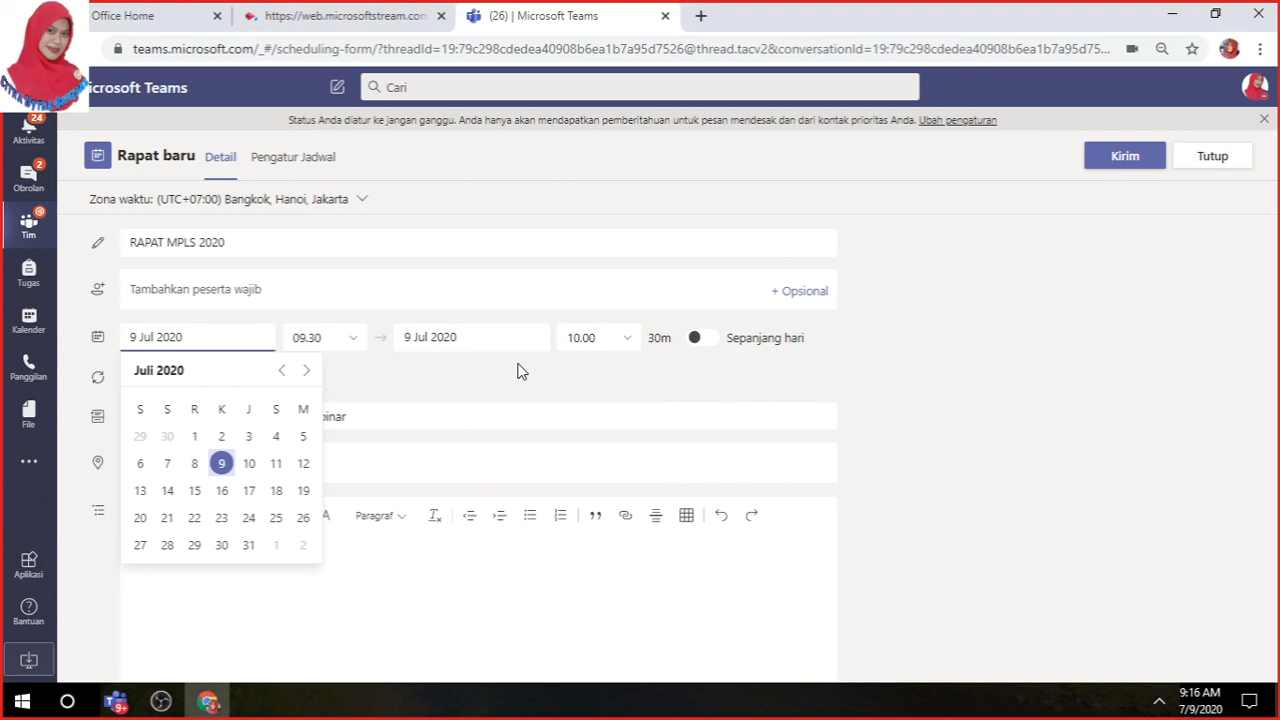 Office Home
https://web.microsoftstream.com
(26) | Microsoft Teams
teams.microsoft.com/_#/scheduling-form/?threadId=19:79c298cdedea40908b6ea1b7a95d7526@thread.tacv2&conversationId=19:79c298cdedea40908b6ea1b7a95d75...
icrosoft Teams
Cari
Status Anda diatur ke jangan ganggu. Anda hanya akan mendapatkan pemberitahuan untuk pesan mendesak dan dari kontak prioritas Anda. Ubah pengaturan
24
Aktivitas
2
Obrolan
Tim
Tugas
Kalender
Panggilan
File
Aplikasi
Bantuan
Rapat baru Detail Pengatur Jadwal
Kirim Tutup
Zona waktu: (UTC+07:00) Bangkok, Hanoi, Jakarta
RAPAT MPLS 2020
Tambahkan peserta wajib + Opsional
9 Jul 2020 09.30 → 9 Jul 2020 10.00 30m Sepanjang hari
Juli 2020
S S R K J S M
29 30 1 2 3 4 5
6 7 8 9 10 11 12
13 14 15 16 17 18 19
20 21 22 23 24 25 26
27 28 29 30 31 1 2
inar
A Paragraf
9+
9:16 AM
7/9/2020